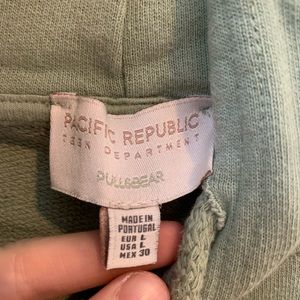 PACIFIC REPUBLIC
TEEN DEPARTMENT
PULL&BEAR
MADE IN
PORTUGAL
EUR L
USA L
MEX 30